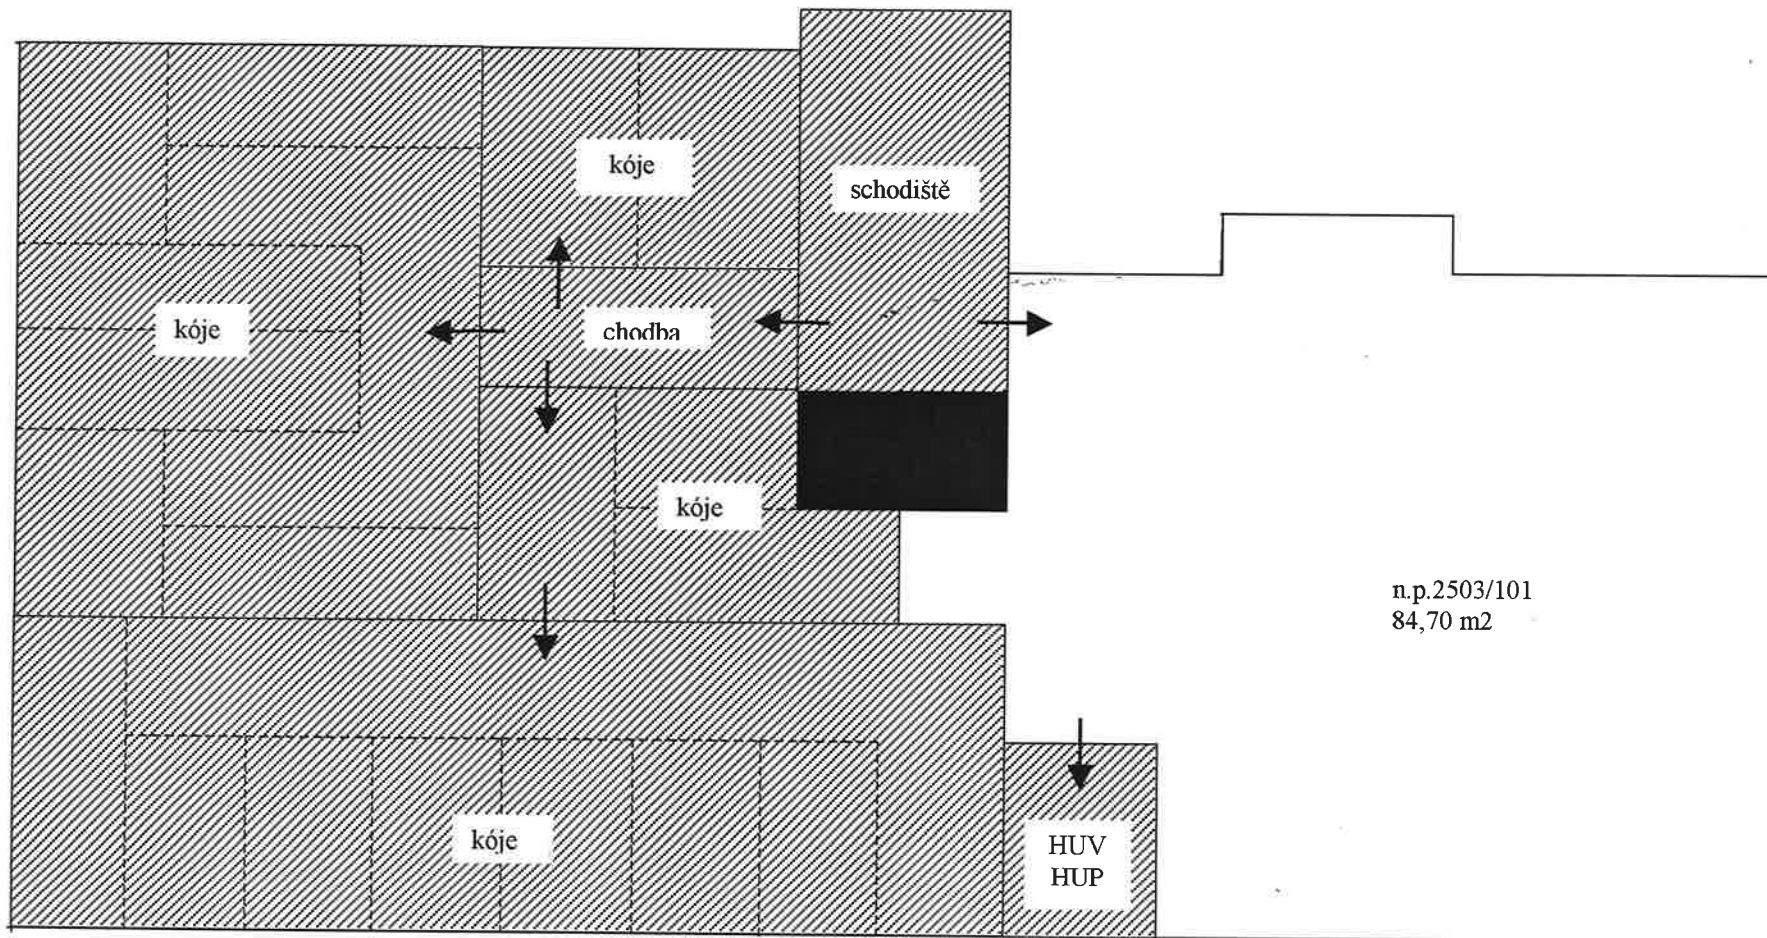 kóje
schodiště
kóje
chodba
kóje
n.p.2503/101
84,70 m2
kóje
HUV
HUP